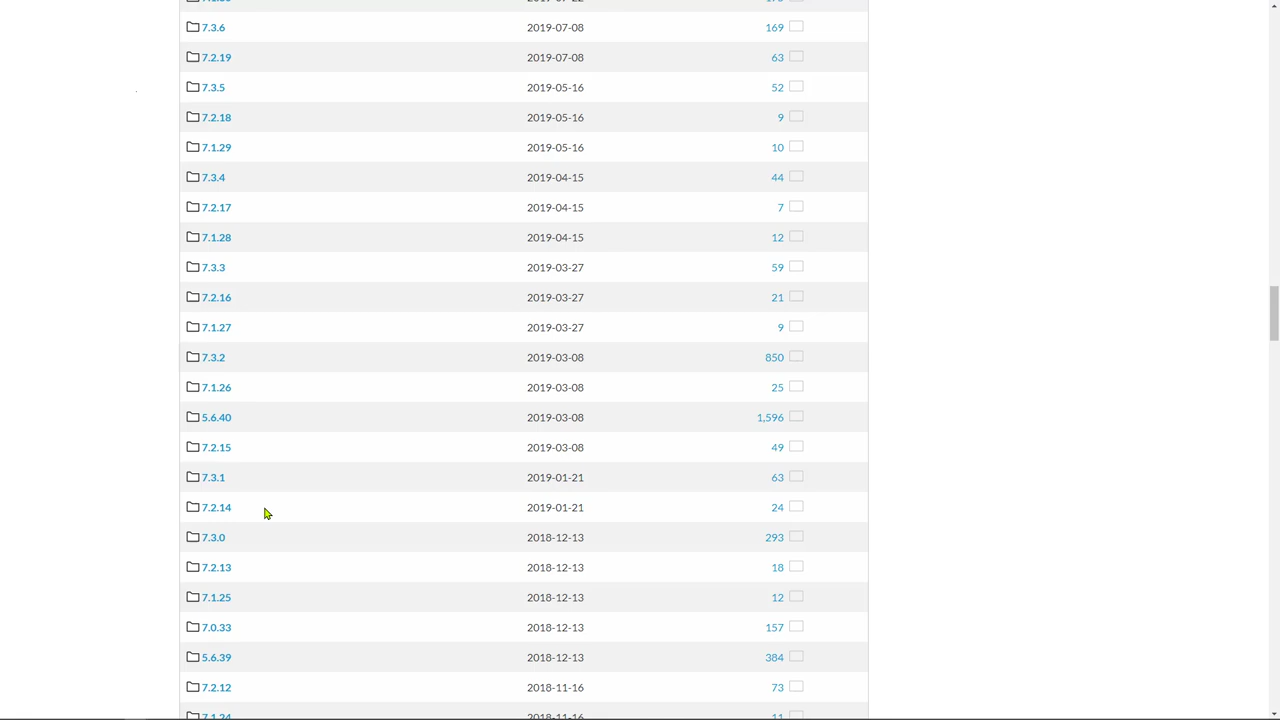 7.3.6 2019-07-08 169
7.2.19 2019-07-08 63
7.3.5 2019-05-16 52
7.2.18 2019-05-16 9
7.1.29 2019-05-16 10
7.3.4 2019-04-15 44
7.2.17 2019-04-15 7
7.1.28 2019-04-15 12
7.3.3 2019-03-27 59
7.2.16 2019-03-27 21
7.1.27 2019-03-27 9
7.3.2 2019-03-08 850
7.1.26 2019-03-08 25
5.6.40 2019-03-08 1,596
7.2.15 2019-03-08 49
7.3.1 2019-01-21 63
7.2.14 2019-01-21 24
7.3.0 2018-12-13 293
7.2.13 2018-12-13 18
7.1.25 2018-12-13 12
7.0.33 2018-12-13 157
5.6.39 2018-12-13 384
7.2.12 2018-11-16 73
7.1.24 2018-11-16 11